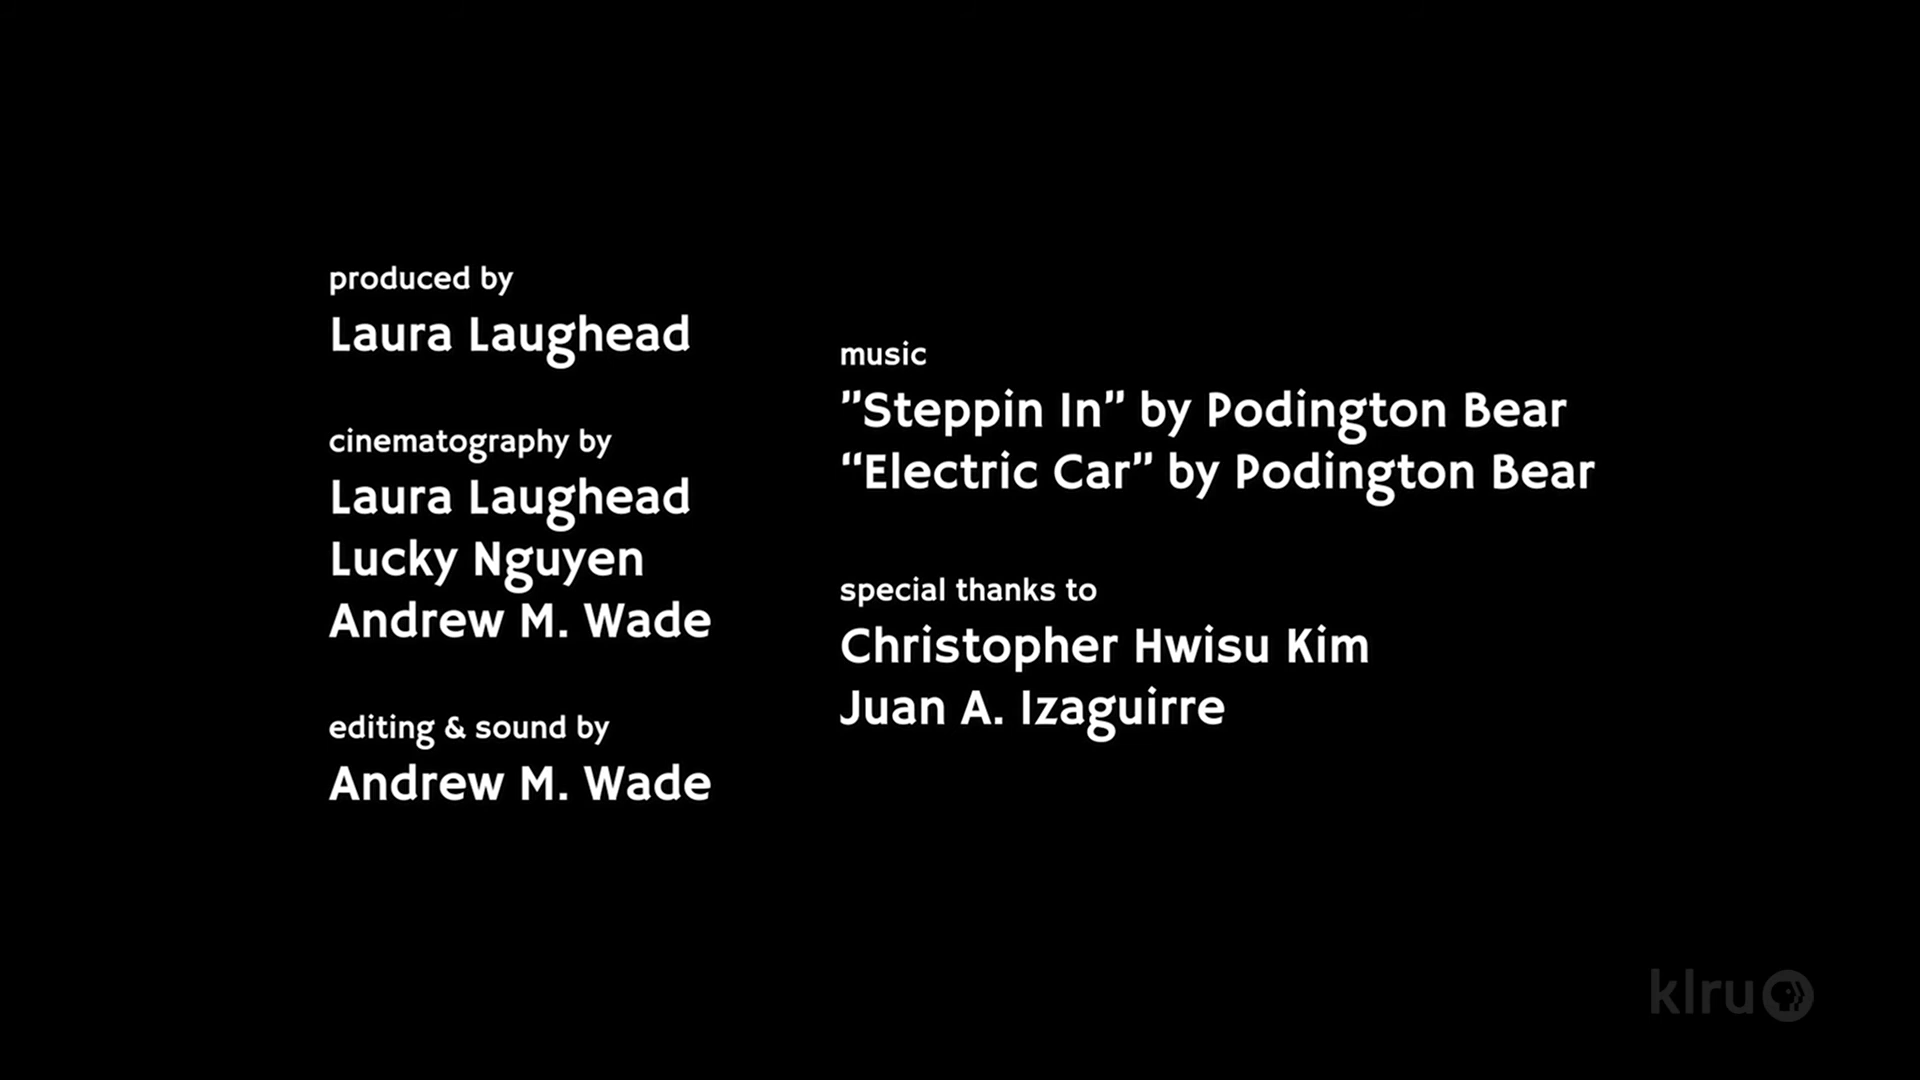 produced by
Laura Laughead
cinematography by
Laura Laughead
Lucky Nguyen
Andrew M. Wade
editing & sound by
Andrew M. Wade
music
”Steppin In” by Podington Bear
“Electric Car” by Podington Bear
special thanks to
Christopher Hwisu Kim
Juan A. Izaguirre
klru